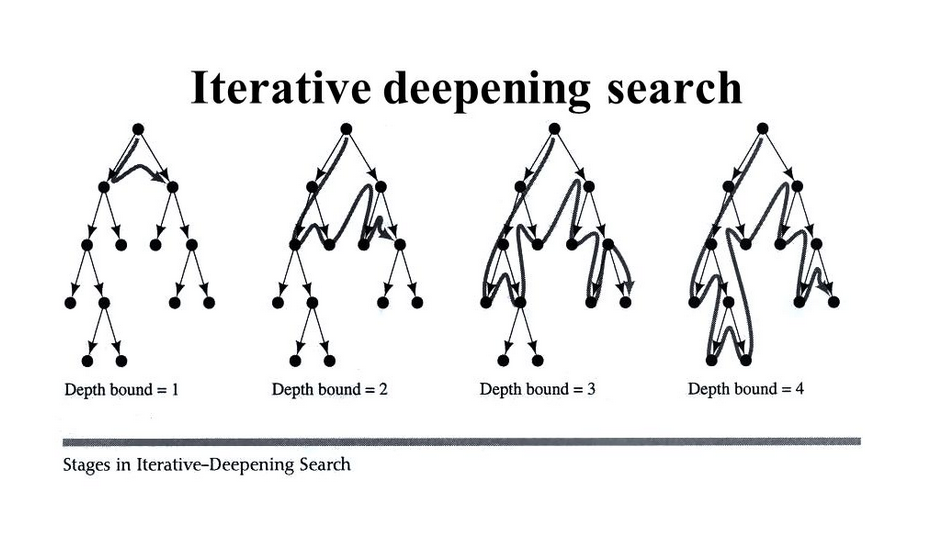 Iterative deepening search
Depth bound = 1
Depth bound = 2
Depth bound = 3
Depth bound = 4
Stages in Iterative–Deepening Search